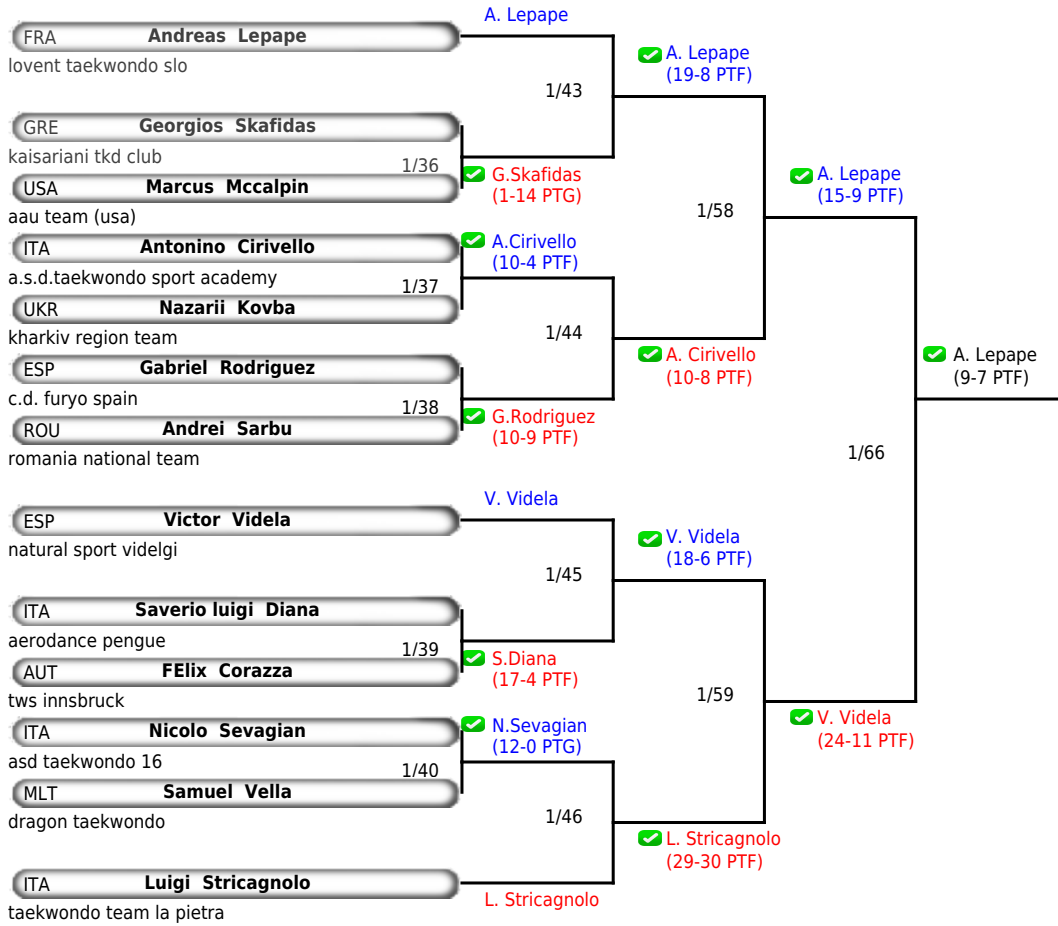 A. Lepape
FRA Andreas Lepape
lovent taekwondo slo
A. Lepape
(19-8 PTF)
1/43
GRE Georgios Skafidas
kaisariani tkd club
1/36
G.Skafidas
(1-14 PTG)
USA Marcus Mccalpin
aau team (usa)
A. Lepape
(15-9 PTF)
1/58
ITA Antonino Cirivello
A.Cirivello
(10-4 PTF)
a.s.d.taekwondo sport academy
1/37
UKR Nazarii Kovba
kharkiv region team
1/44
A. Cirivello
(10-8 PTF)
ESP Gabriel Rodriguez
c.d. furyo spain
1/38
G.Rodriguez
(10-9 PTF)
ROU Andrei Sarbu
romania national team
A. Lepape
(9-7 PTF)
1/66
V. Videla
ESP Victor Videla
natural sport videlgi
V. Videla
(18-6 PTF)
1/45
ITA Saverio luigi Diana
aerodance pengue
1/39
S.Diana
(17-4 PTF)
AUT FElix Corazza
tws innsbruck
1/59
V. Videla
(24-11 PTF)
ITA Nicolo Sevagian
N.Sevagian
(12-0 PTG)
asd taekwondo 16
1/40
MLT Samuel Vella
dragon taekwondo
1/46
L. Stricagnolo
(29-30 PTF)
ITA Luigi Stricagnolo
L. Stricagnolo
taekwondo team la pietra